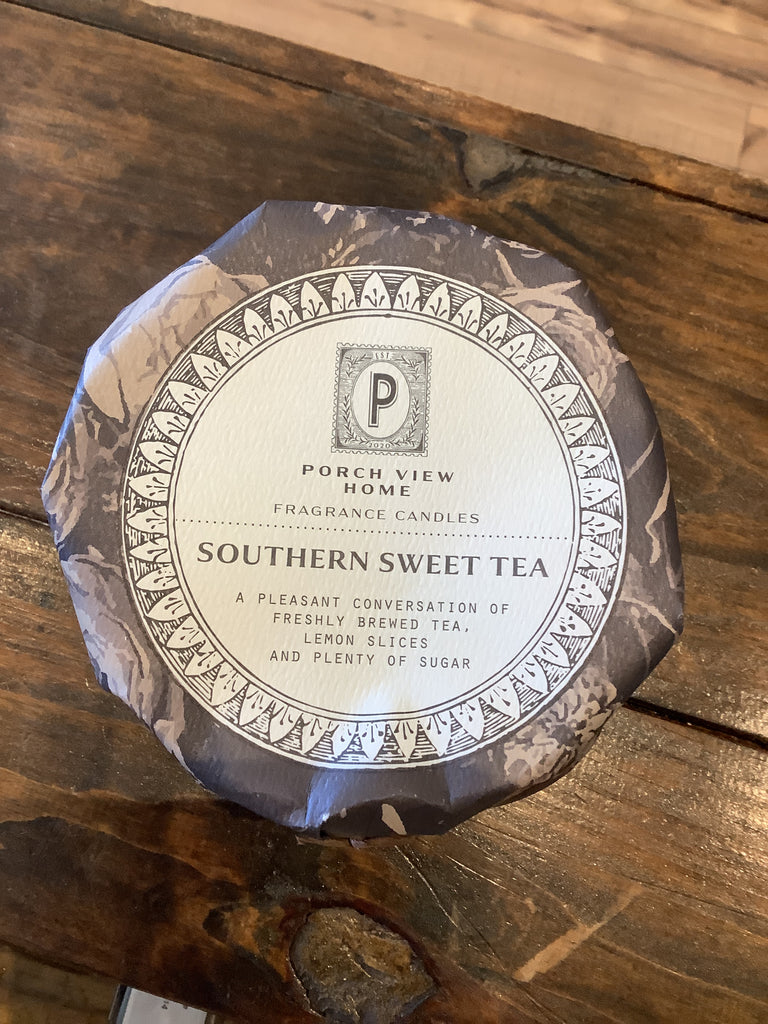 EST
P
2020
PORCH VIEW
HOME
FRAGRANCE CANDLES
SOUTHERN SWEET TEA
A PLEASANT CONVERSATION OF
FRESHLY BREWED TEA,
LEMON SLICES
AND PLENTY OF SUGAR